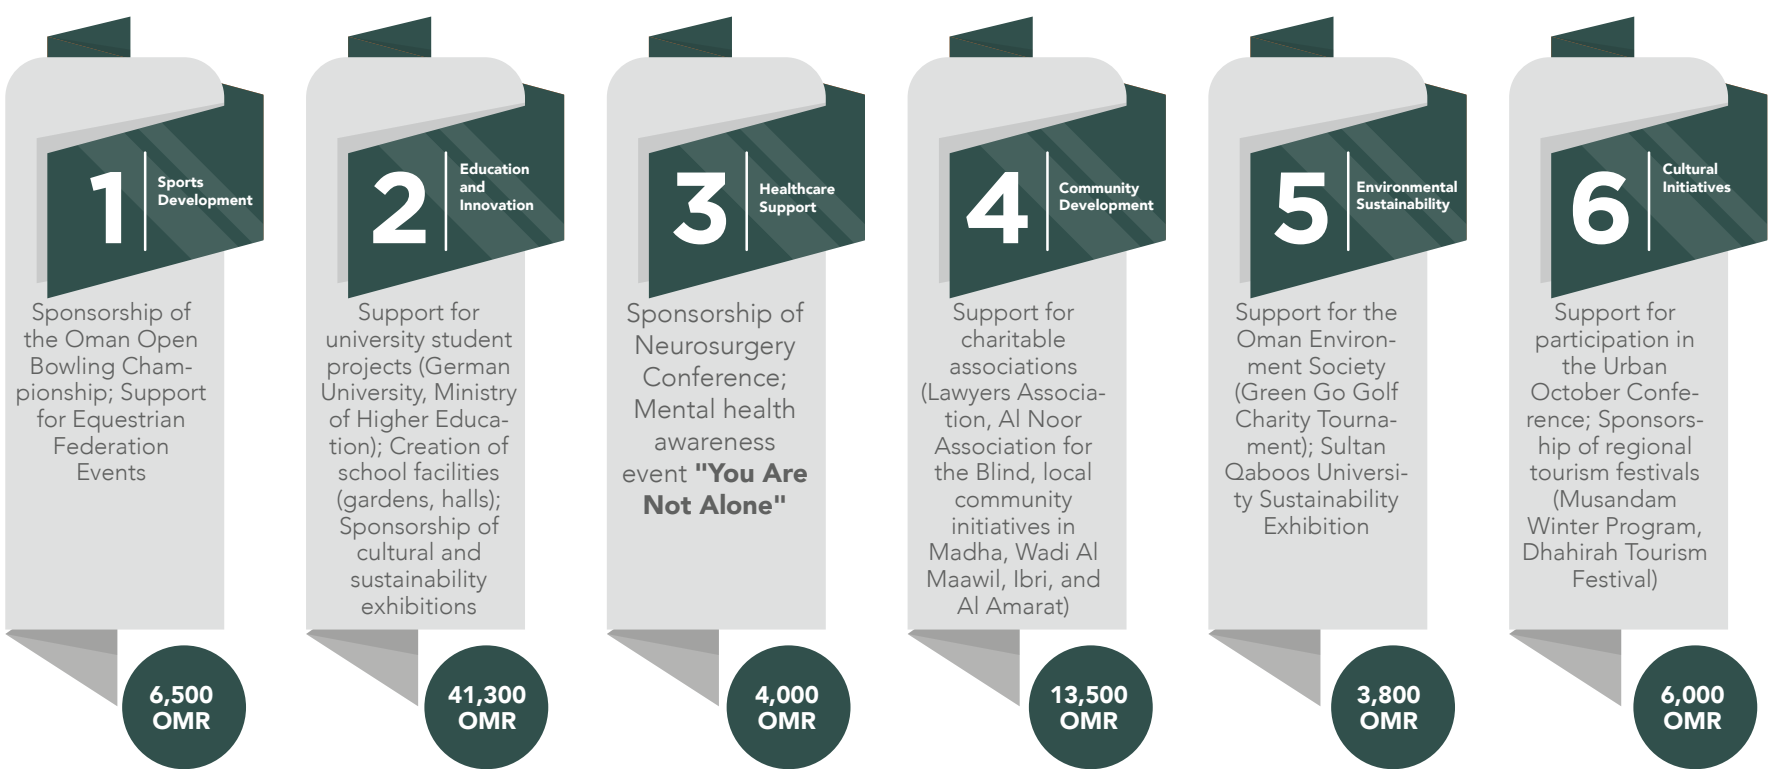 1
Sports
Development
Sponsorship of
the Oman Open
Bowling Cham-
pionship; Support
for Equestrian
Federation
Events
6,500
OMR
2
Education
and
Innovation
Support for
university student
projects (German
University, Ministry
of Higher Educa-
tion); Creation of
school facilities
(gardens, halls);
Sponsorship of
cultural and
sustainability
exhibitions
41,300
OMR
3
Healthcare
Support
Sponsorship of
Neurosurgery
Conference;
Mental health
awareness
event "You Are
Not Alone"
4,000
OMR
4
Community
Development
Support for
charitable
associations
(Lawyers Associa-
tion, Al Noor
Association for
the Blind, local
community
initiatives in
Madha, Wadi Al
Maawil, Ibri, and
Al Amarat)
13,500
OMR
5
Environmental
Sustainability
Support for the
Oman Environ-
ment Society
(Green Go Golf
Charity Tourna-
ment); Sultan
Qaboos Universi-
ty Sustainability
Exhibition
3,800
OMR
6
Cultural
Initiatives
Support for
participation in
the Urban
October Confe-
rence; Sponsors-
hip of regional
tourism festivals
(Musandam
Winter Program,
Dhahirah Tourism
Festival)
6,000
OMR